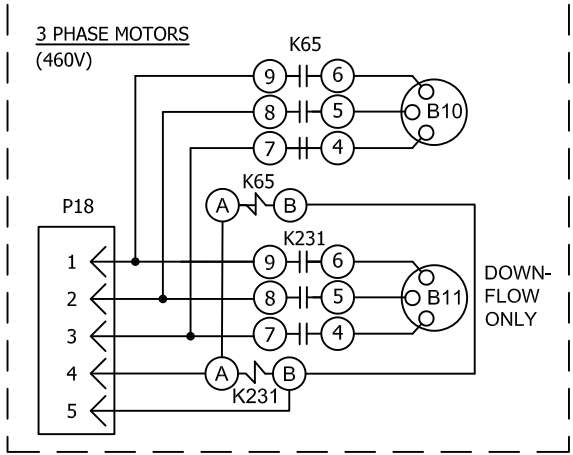 3 PHASE MOTORS
(460V)
K65
9 6
8 5 B10
7 4
K65
A B
P18
K231
1 9 6
2 8 5 B11
3 7 4
DOWN-
FLOW
ONLY
4 A B
K231
5